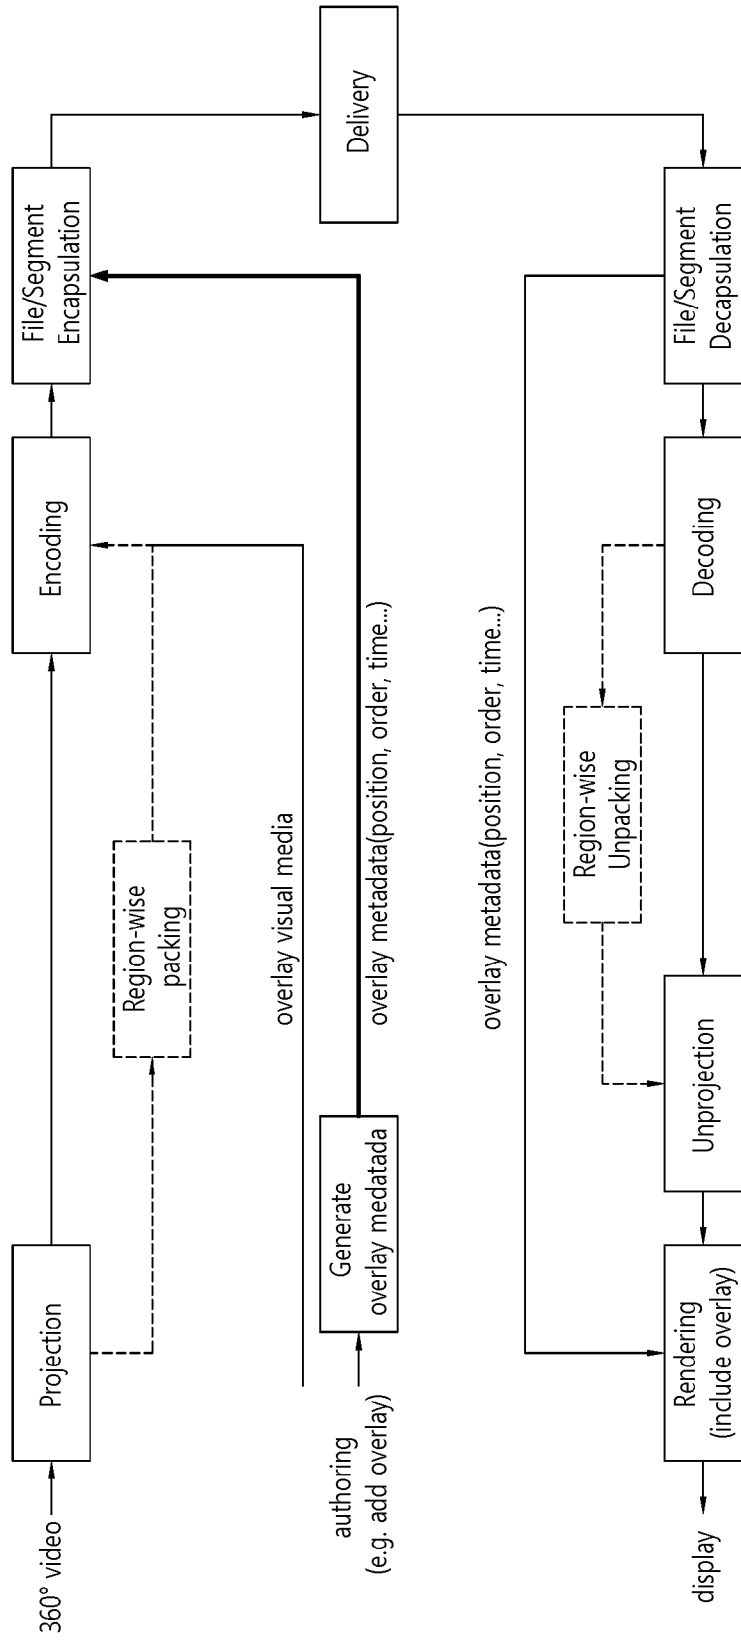 360° video
Projection
Region-wise
packing
Encoding
File/Segment
Encapsulation
overlay visual media
authoring
(e.g. add overlay)
Generate
overlay medatada
overlay metadata(position, order, time...)
Delivery
overlay metadata(position, order, time...)
File/Segment
Decapsulation
Decoding
Region-wise
Unpacking
Unprojection
Rendering
(include overlay)
display